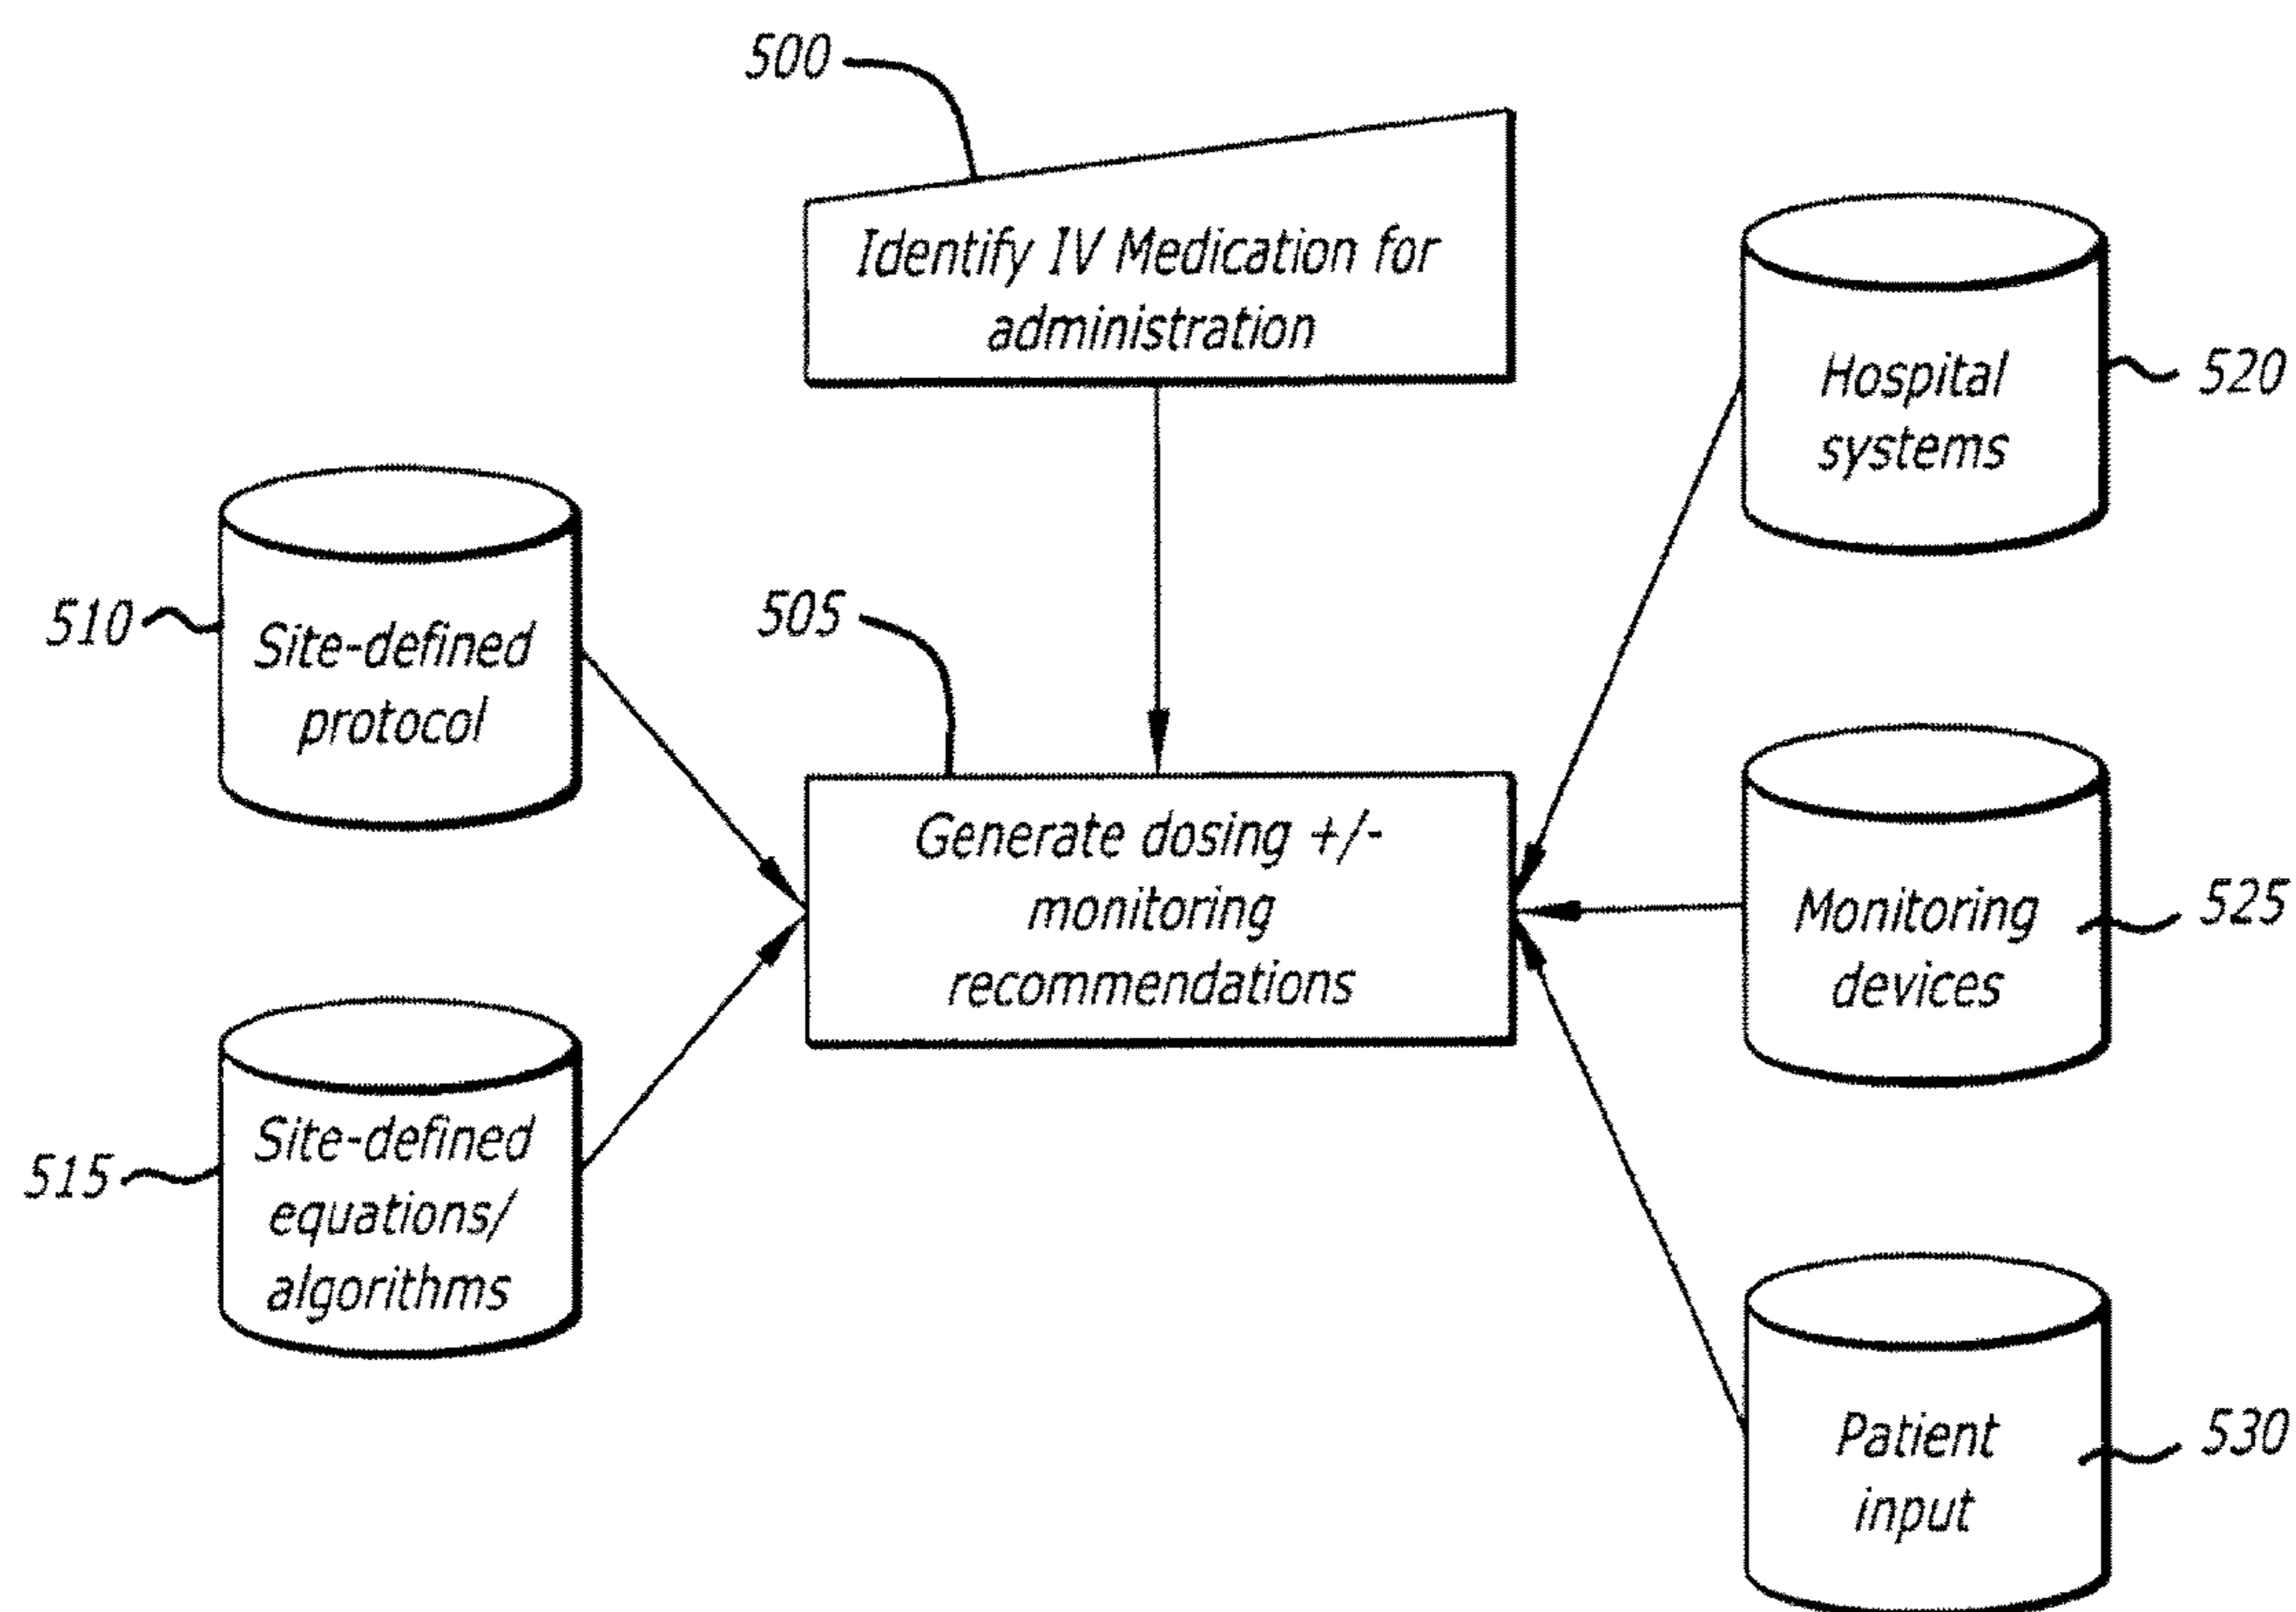 500
Identify IV Medication for
administration
Hospital
systems
520
510
Site-defined
protocol
505
Generate dosing +/-
monitoring
recommendations
Monitoring
devices
525
515
Site-defined
equations/
algorithms
Patient
input
530